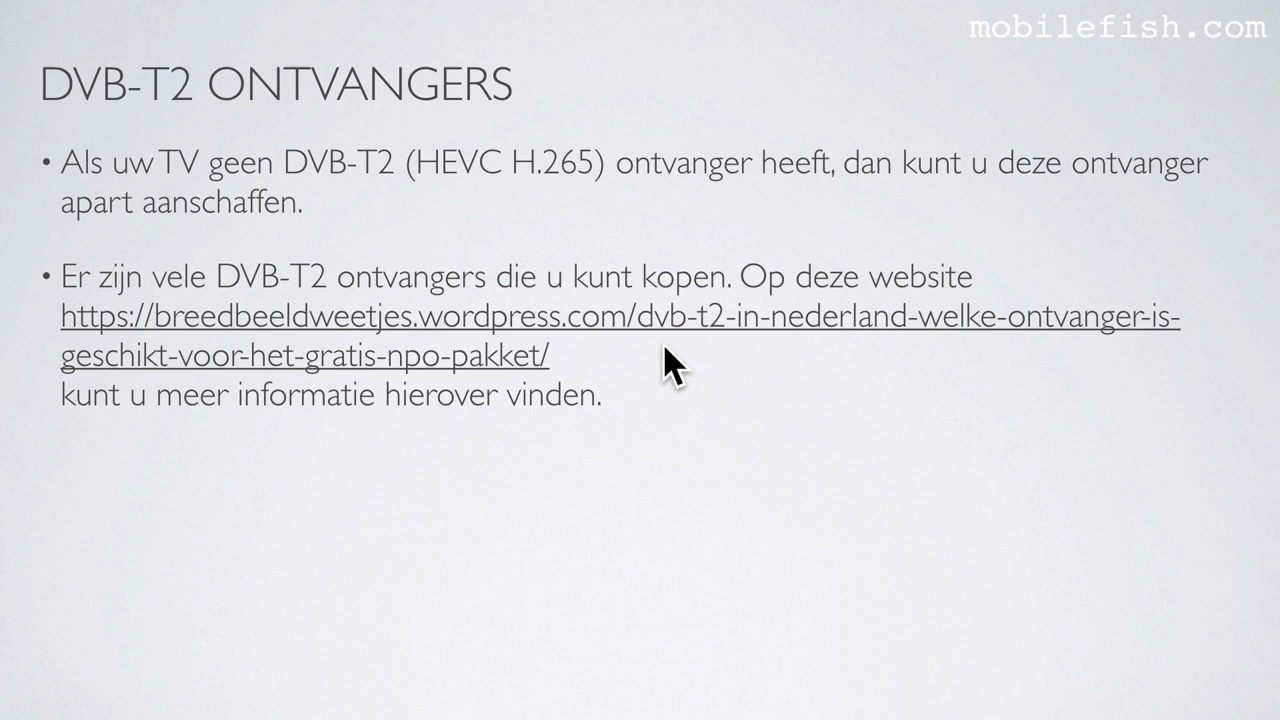 mobilefish.com
DVB-T2 ONTVANGERS
• Als uw TV geen DVB-T2 (HEVC H.265) ontvanger heeft, dan kunt u deze ontvanger
apart aanschaffen.
• Er zijn vele DVB-T2 ontvangers die u kunt kopen. Op deze website
https://breedbeeldweetjes.wordpress.com/dvb-t2-in-nederland-welke-ontvanger-is-
geschikt-voor-het-gratis-npo-pakket/
kunt u meer informatie hierover vinden.